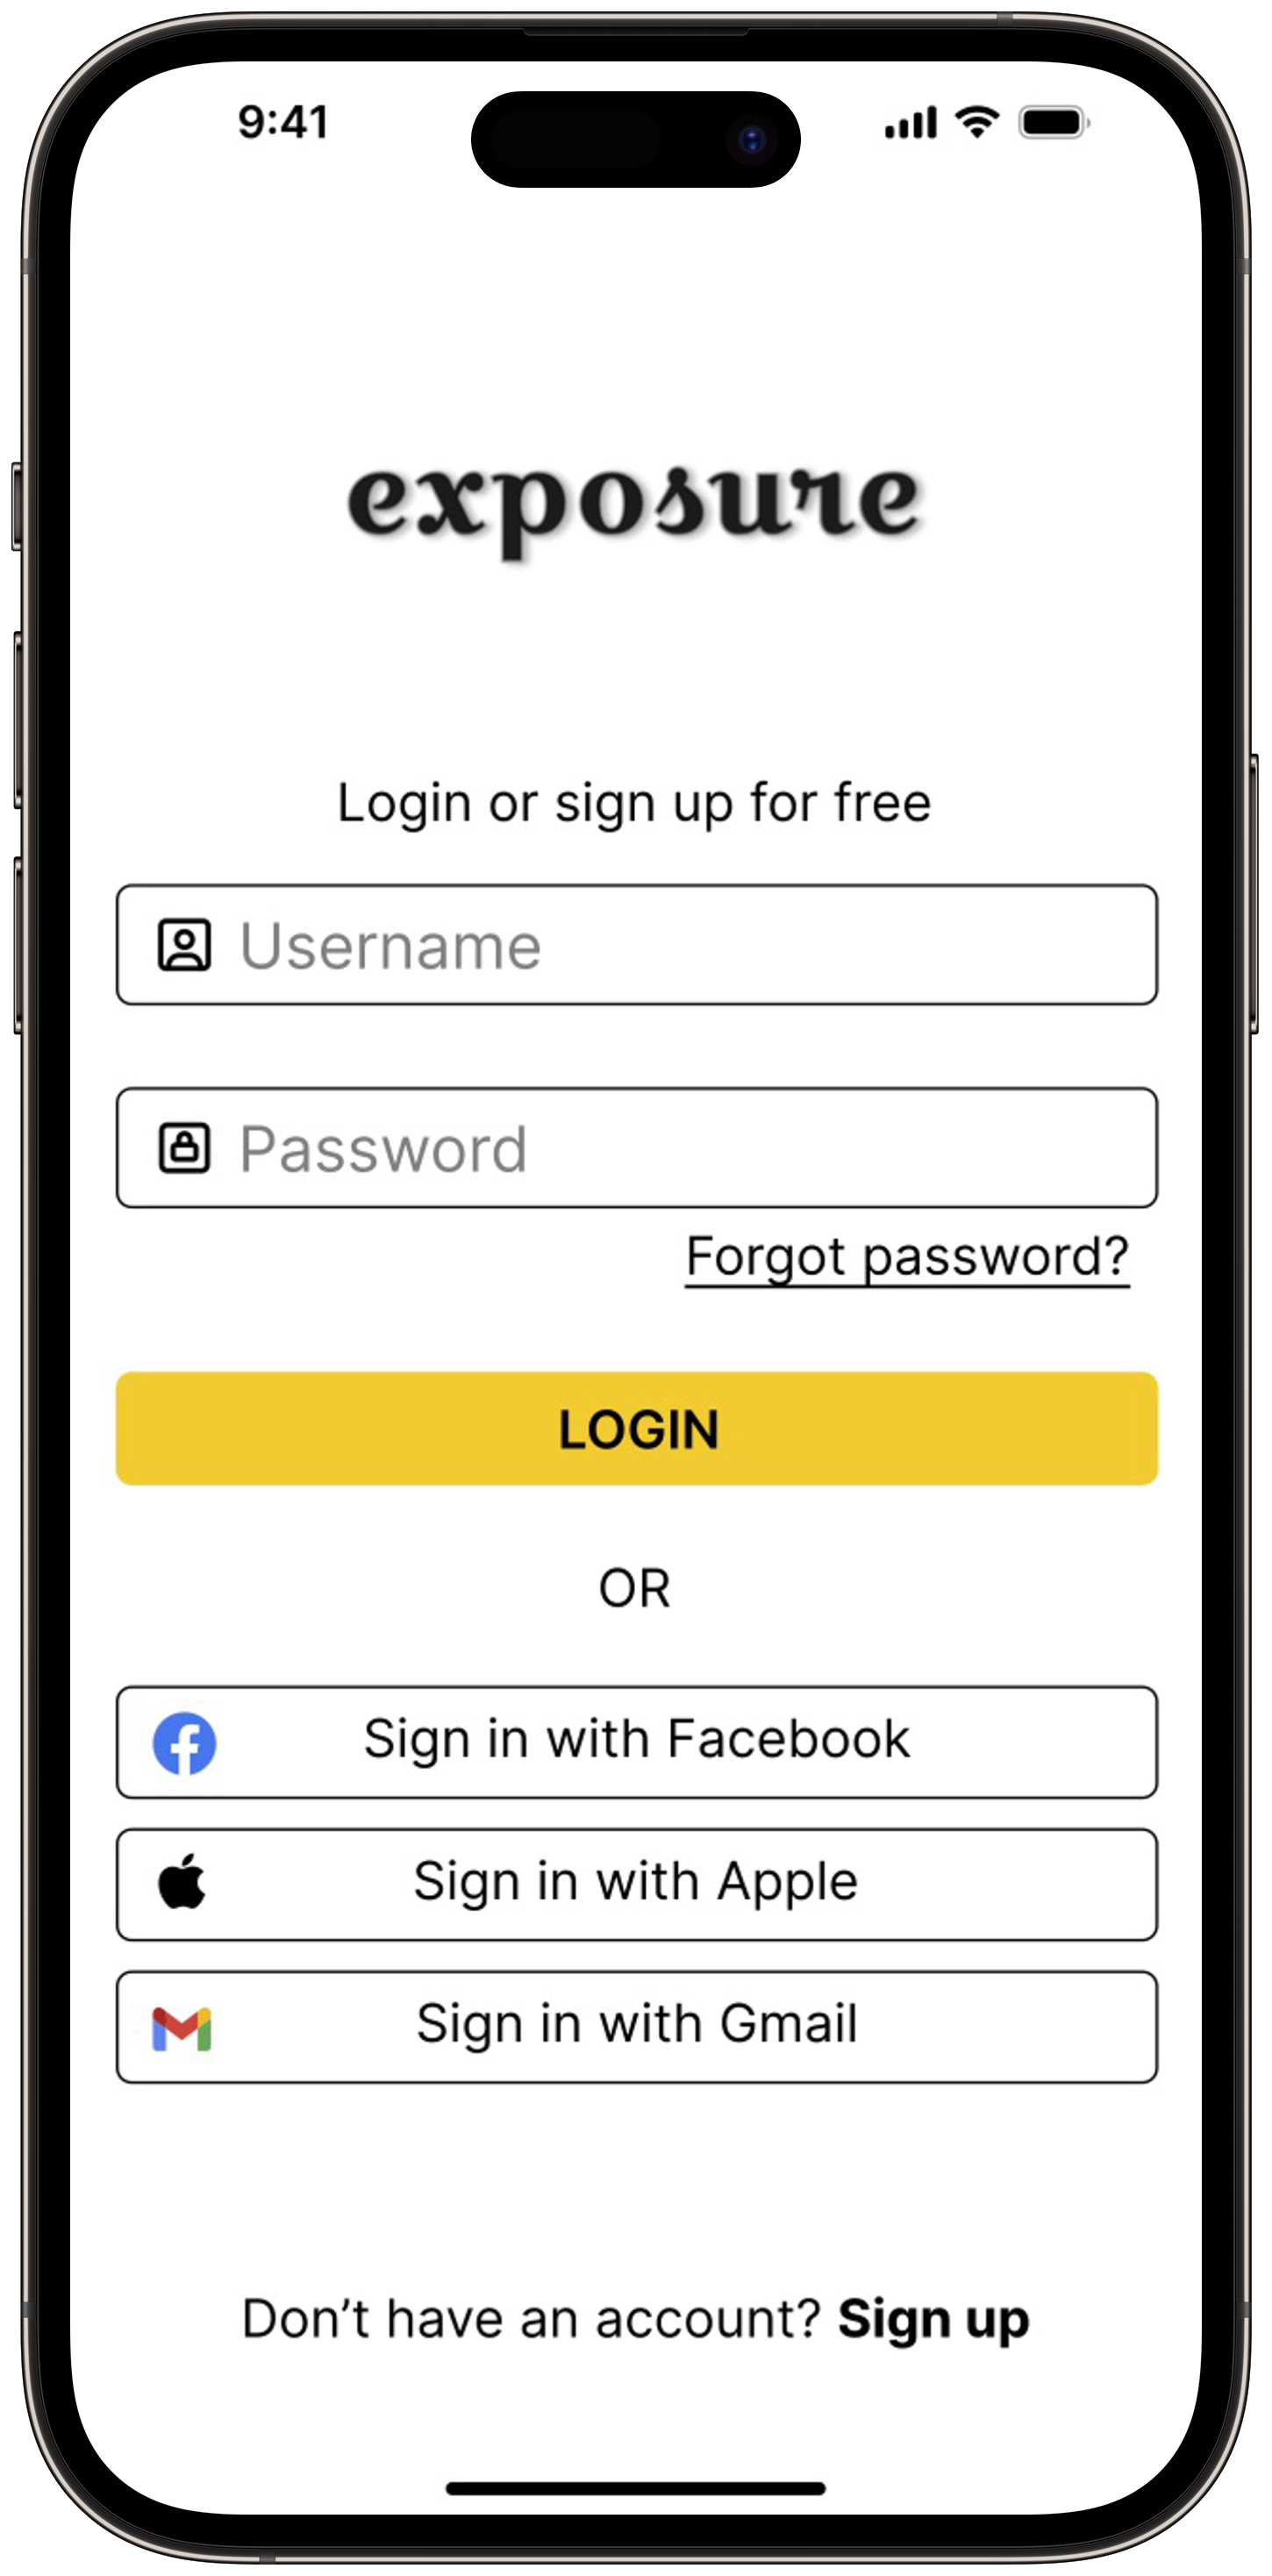 9:41
exposure
Login or sign up for free
Username
Password
Forgot password?
LOGIN
OR
Sign in with Facebook
Sign in with Apple
Sign in with Gmail
Don’t have an account? Sign up